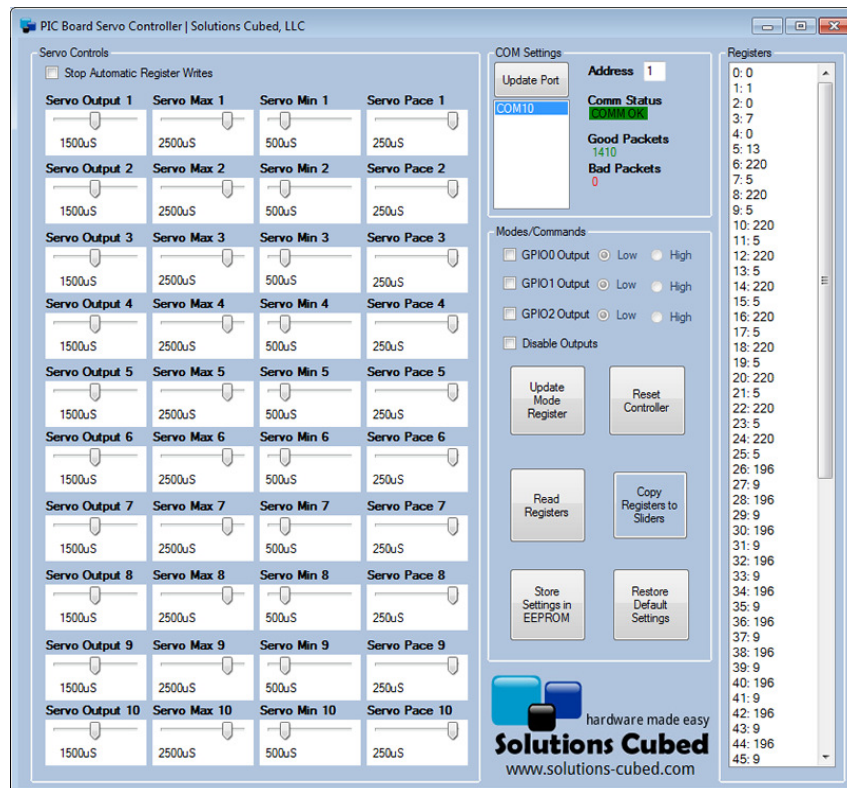 PIC Board Servo Controller | Solutions Cubed, LLC
Servo Controls
Stop Automatic Register Writes
Servo Output 1 Servo Max 1 Servo Min 1 Servo Pace 1
1500uS 2500uS 500uS 250uS
Servo Output 2 Servo Max 2 Servo Min 2 Servo Pace 2
1500uS 2500uS 500uS 250uS
Servo Output 3 Servo Max 3 Servo Min 3 Servo Pace 3
1500uS 2500uS 500uS 250uS
Servo Output 4 Servo Max 4 Servo Min 4 Servo Pace 4
1500uS 2500uS 500uS 250uS
Servo Output 5 Servo Max 5 Servo Min 5 Servo Pace 5
1500uS 2500uS 500uS 250uS
Servo Output 6 Servo Max 6 Servo Min 6 Servo Pace 6
1500uS 2500uS 500uS 250uS
Servo Output 7 Servo Max 7 Servo Min 7 Servo Pace 7
1500uS 2500uS 500uS 250uS
Servo Output 8 Servo Max 8 Servo Min 8 Servo Pace 8
1500uS 2500uS 500uS 250uS
Servo Output 9 Servo Max 9 Servo Min 9 Servo Pace 9
1500uS 2500uS 500uS 250uS
Servo Output 10 Servo Max 10 Servo Min 10 Servo Pace 10
1500uS 2500uS 500uS 250uS
COM Settings
Update Port
COM10
Address 1
Comm Status
COMM OK
Good Packets
1410
Bad Packets
0
Modes/Commands
GPIO0 Output Low High
GPIO1 Output Low High
GPIO2 Output Low High
Disable Outputs
Update
Mode
Register
Reset
Controller
Read
Registers
Copy
Registers to
Sliders
Store
Settings in
EEPROM
Restore
Default
Settings
hardware made easy
Solutions Cubed
www.solutions-cubed.com
Registers
0: 0
1: 1
2: 0
3: 7
4: 0
5: 13
6: 220
7: 5
8: 220
9: 5
10: 220
11: 5
12: 220
13: 5
14: 220
15: 5
16: 220
17: 5
18: 220
19: 5
20: 220
21: 5
22: 220
23: 5
24: 220
25: 5
26: 196
27: 9
28: 196
29: 9
30: 196
31: 9
32: 196
33: 9
34: 196
35: 9
36: 196
37: 9
38: 196
39: 9
40: 196
41: 9
42: 196
43: 9
44: 196
45: 9